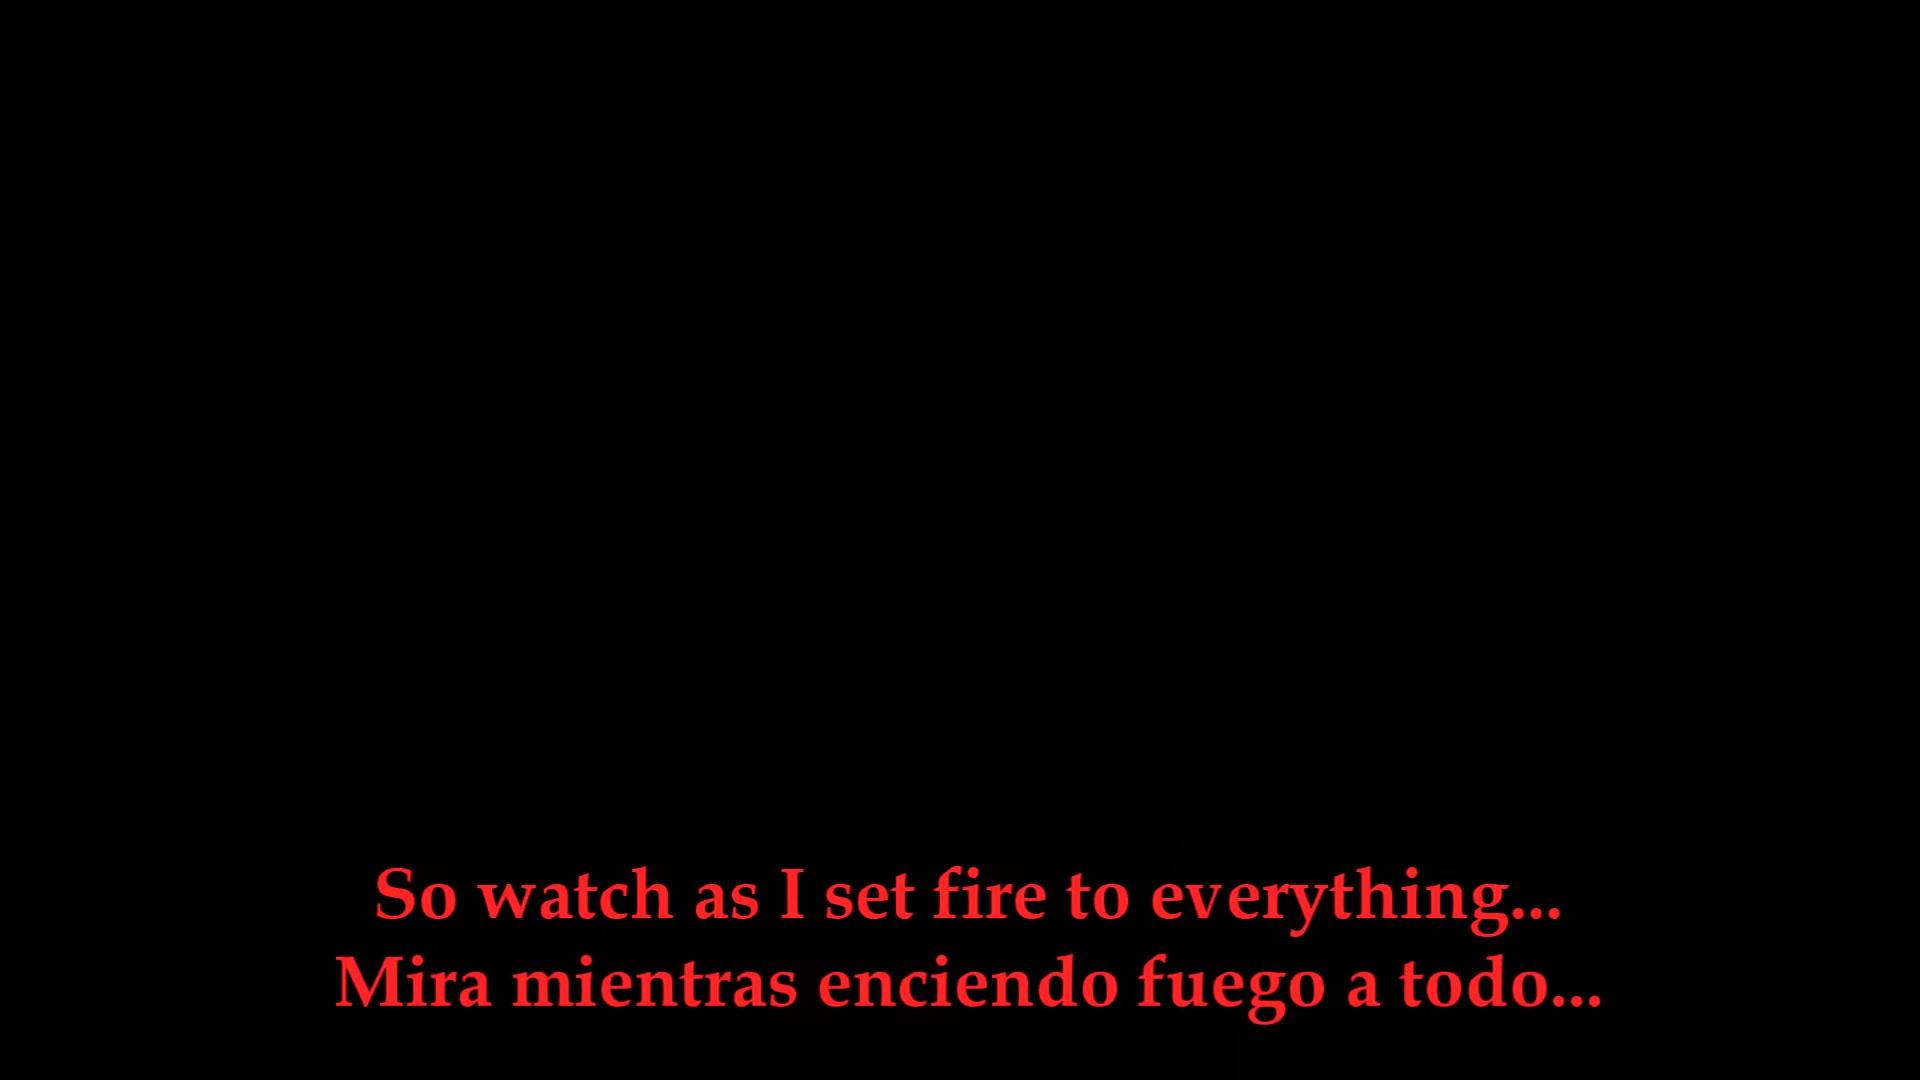 So watch as I set fire to everything...
Mira mientras enciendo fuego a todo...